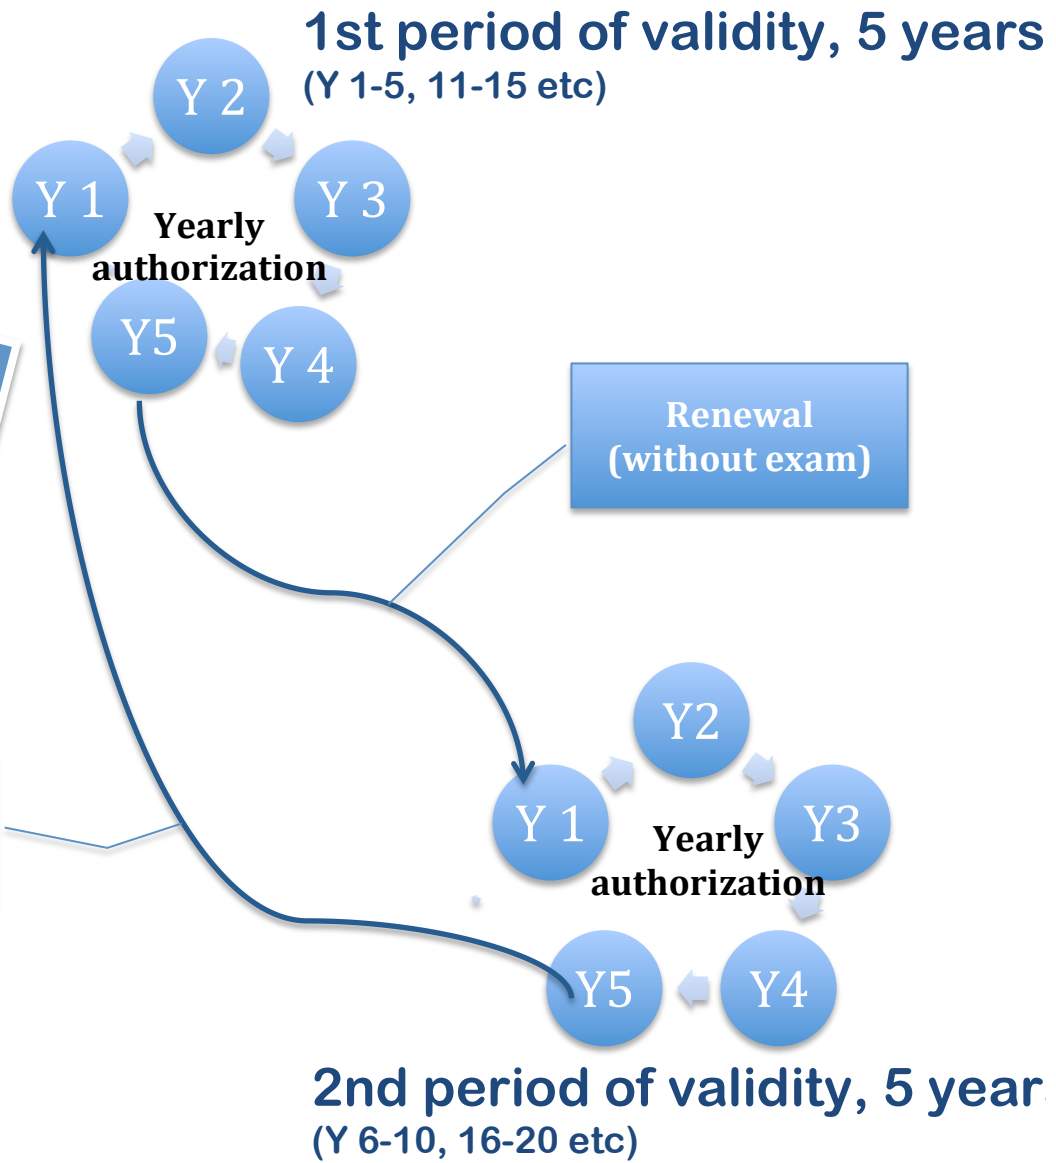 1st period of validity, 5 years
(Y 1-5, 11-15 etc)
Y 2
Y 1
Y 3
Yearly
authorization
Y5
Y 4
Renewal
(without exam)
Y2
Y 1
Y3
Yearly
authorization
Y5
Y4
2nd period of validity, 5 year
(Y 6-10, 16-20 etc)